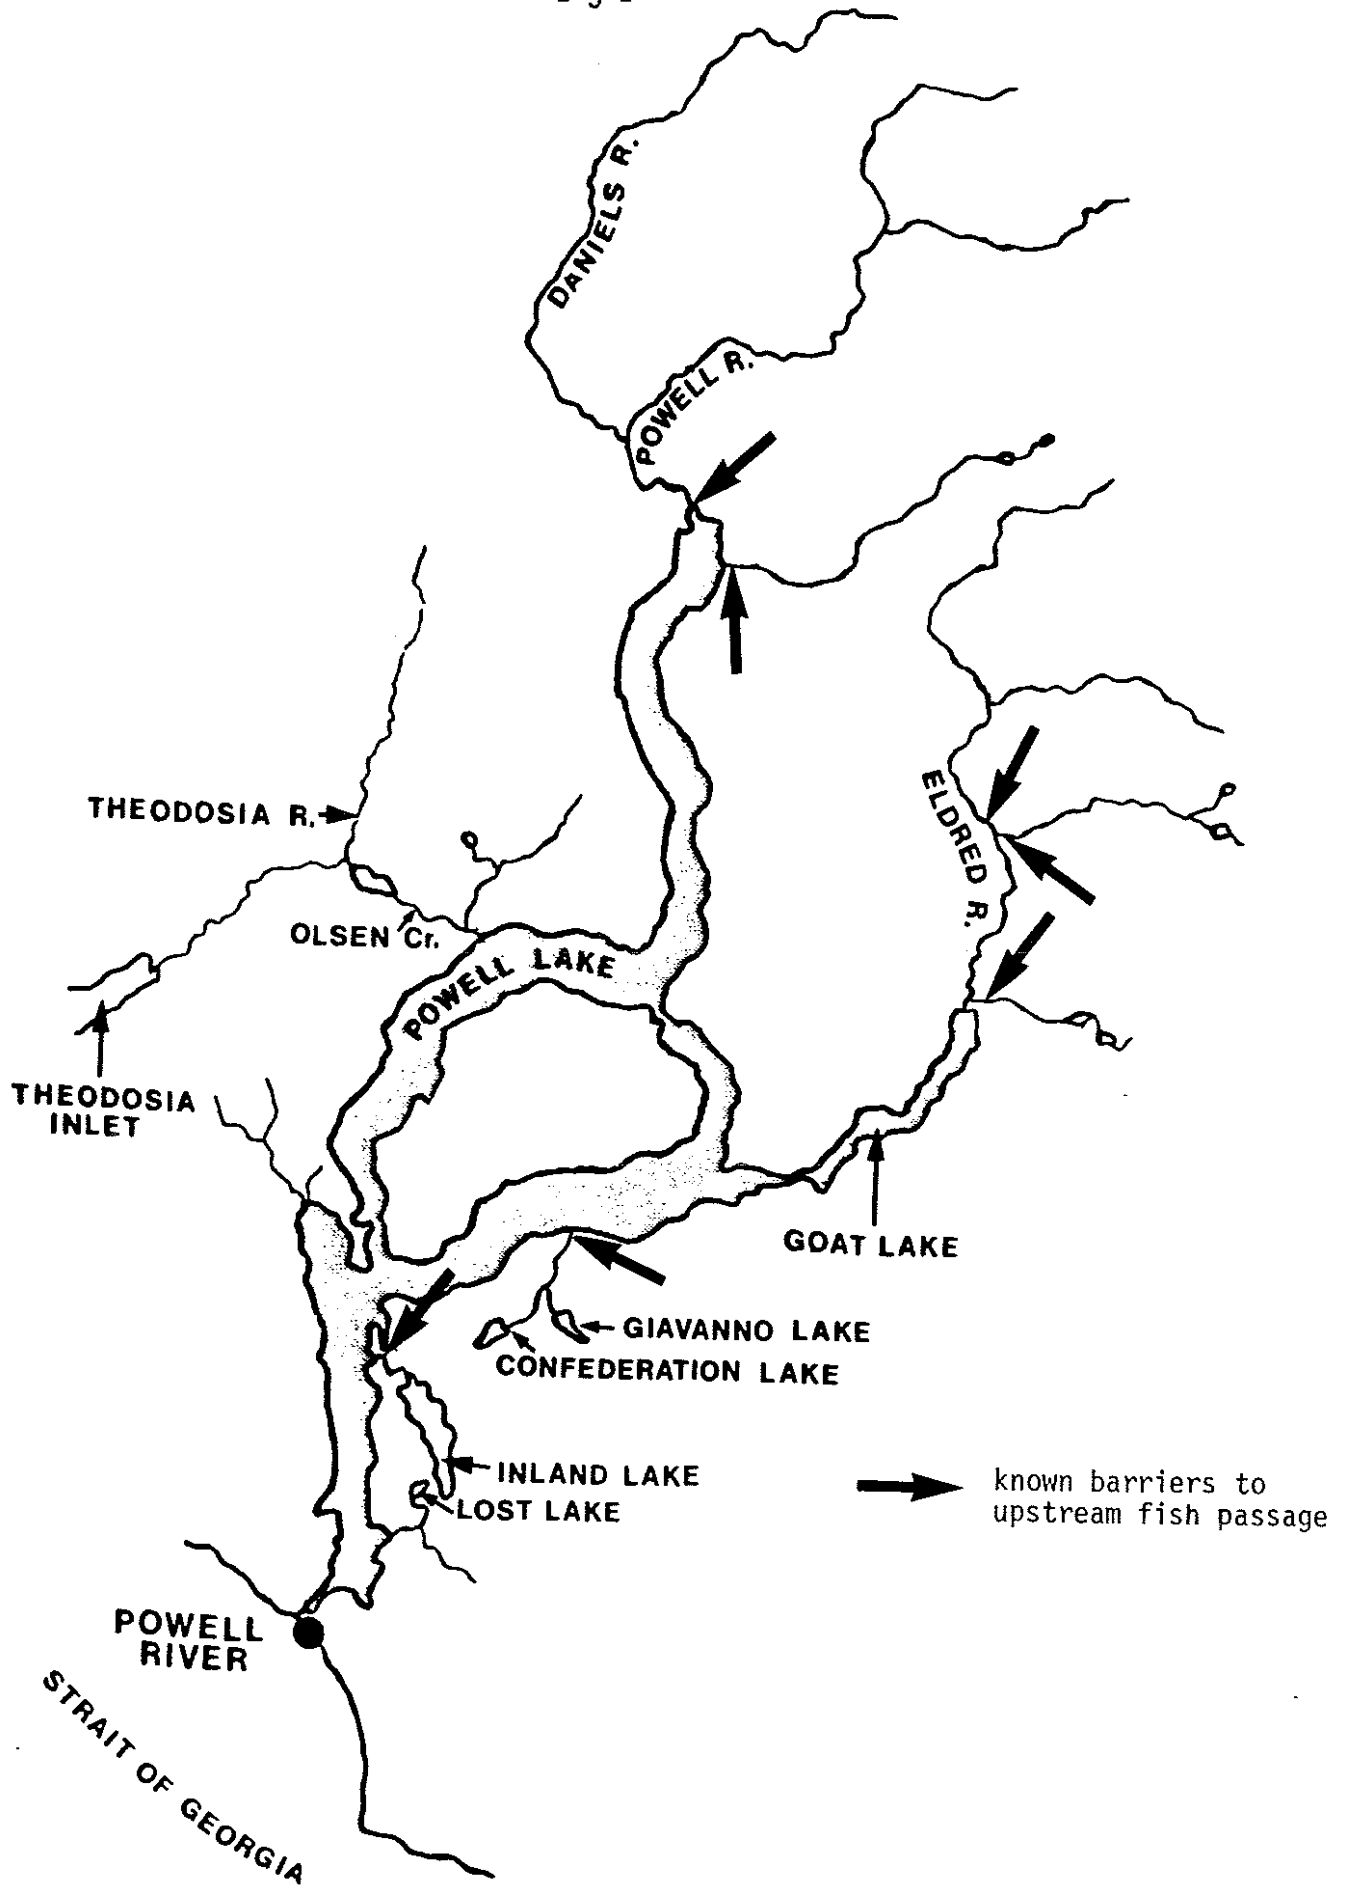 DANIELS R.
POWELL R.
THEODOSIA R.
ELDRED R.
OLSEN Cr.
POWELL LAKE
THEODOSIA
INLET
GOAT LAKE
GIAVANNO LAKE
CONFEDERATION LAKE
INLAND LAKE
LOST LAKE
known barriers to
upstream fish passage
POWELL
RIVER
STRAIT OF GEORGIA